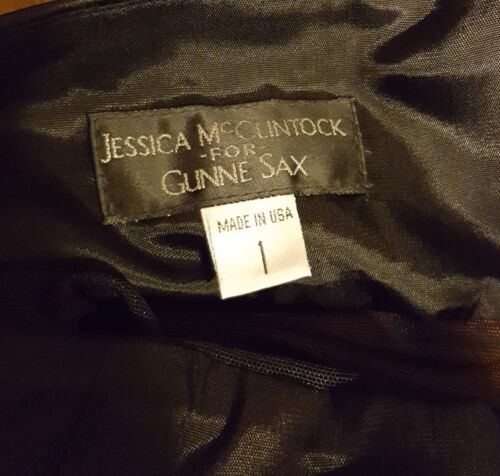 JESSICA McCLINTOCK
-FOR-
GUNNE SAX
MADE IN USA
1